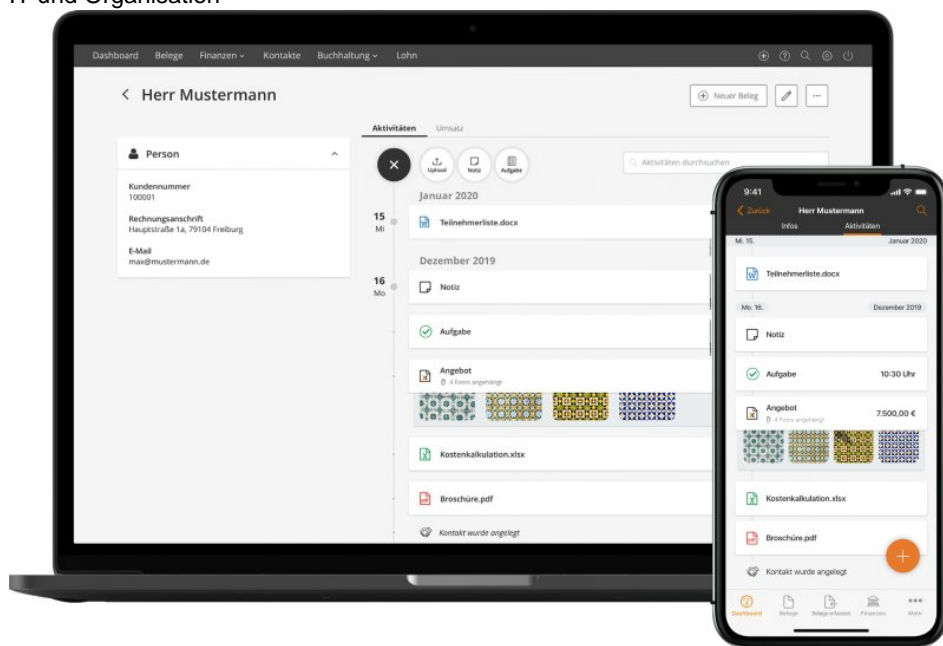 IT und Organisation
Dashboard Belege Finanzen Kontakte Buchhaltung Lohn
Herr Mustermann
Neuer Beleg
Aktivitäten Umsatz
Person
Upload Notiz Aufgabe
Aktivitäten durchsuchen
Kundennummer
100001
Rechnungsanschrift
Hauptstraße 1a, 79104 Freiburg
E-Mail
max@mustermann.de
Januar 2020
15
Mi
Teilnehmerliste.docx
Dezember 2019
16
Mo
Notiz
Aufgabe
Angebot
4 Fotos angehängt
Kostenkalkulation.xlsx
Broschüre.pdf
Kontakt wurde angelegt
9:41
Zurück Herr Mustermann
Infos Aktivitäten
Mi. 15. Januar 2020
Teilnehmerliste.docx
Mo. 16. Dezember 2019
Notiz
Aufgabe 10:30 Uhr
Angebot 7.500,00 €
4 Fotos angehängt
Kostenkalkulation.xlsx
Broschüre.pdf
Kontakt wurde angelegt
Dashboard Belege Belege erfassen Finanzen Mehr